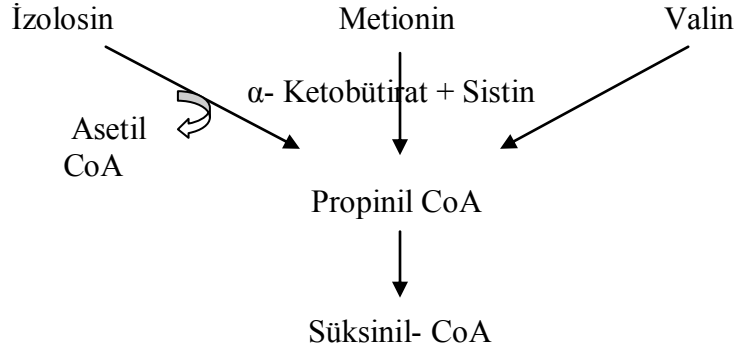 İzolosin Metionin Valin
α- Ketobütirat + Sistin
Asetil
CoA
Propinil CoA
Süksinil- CoA